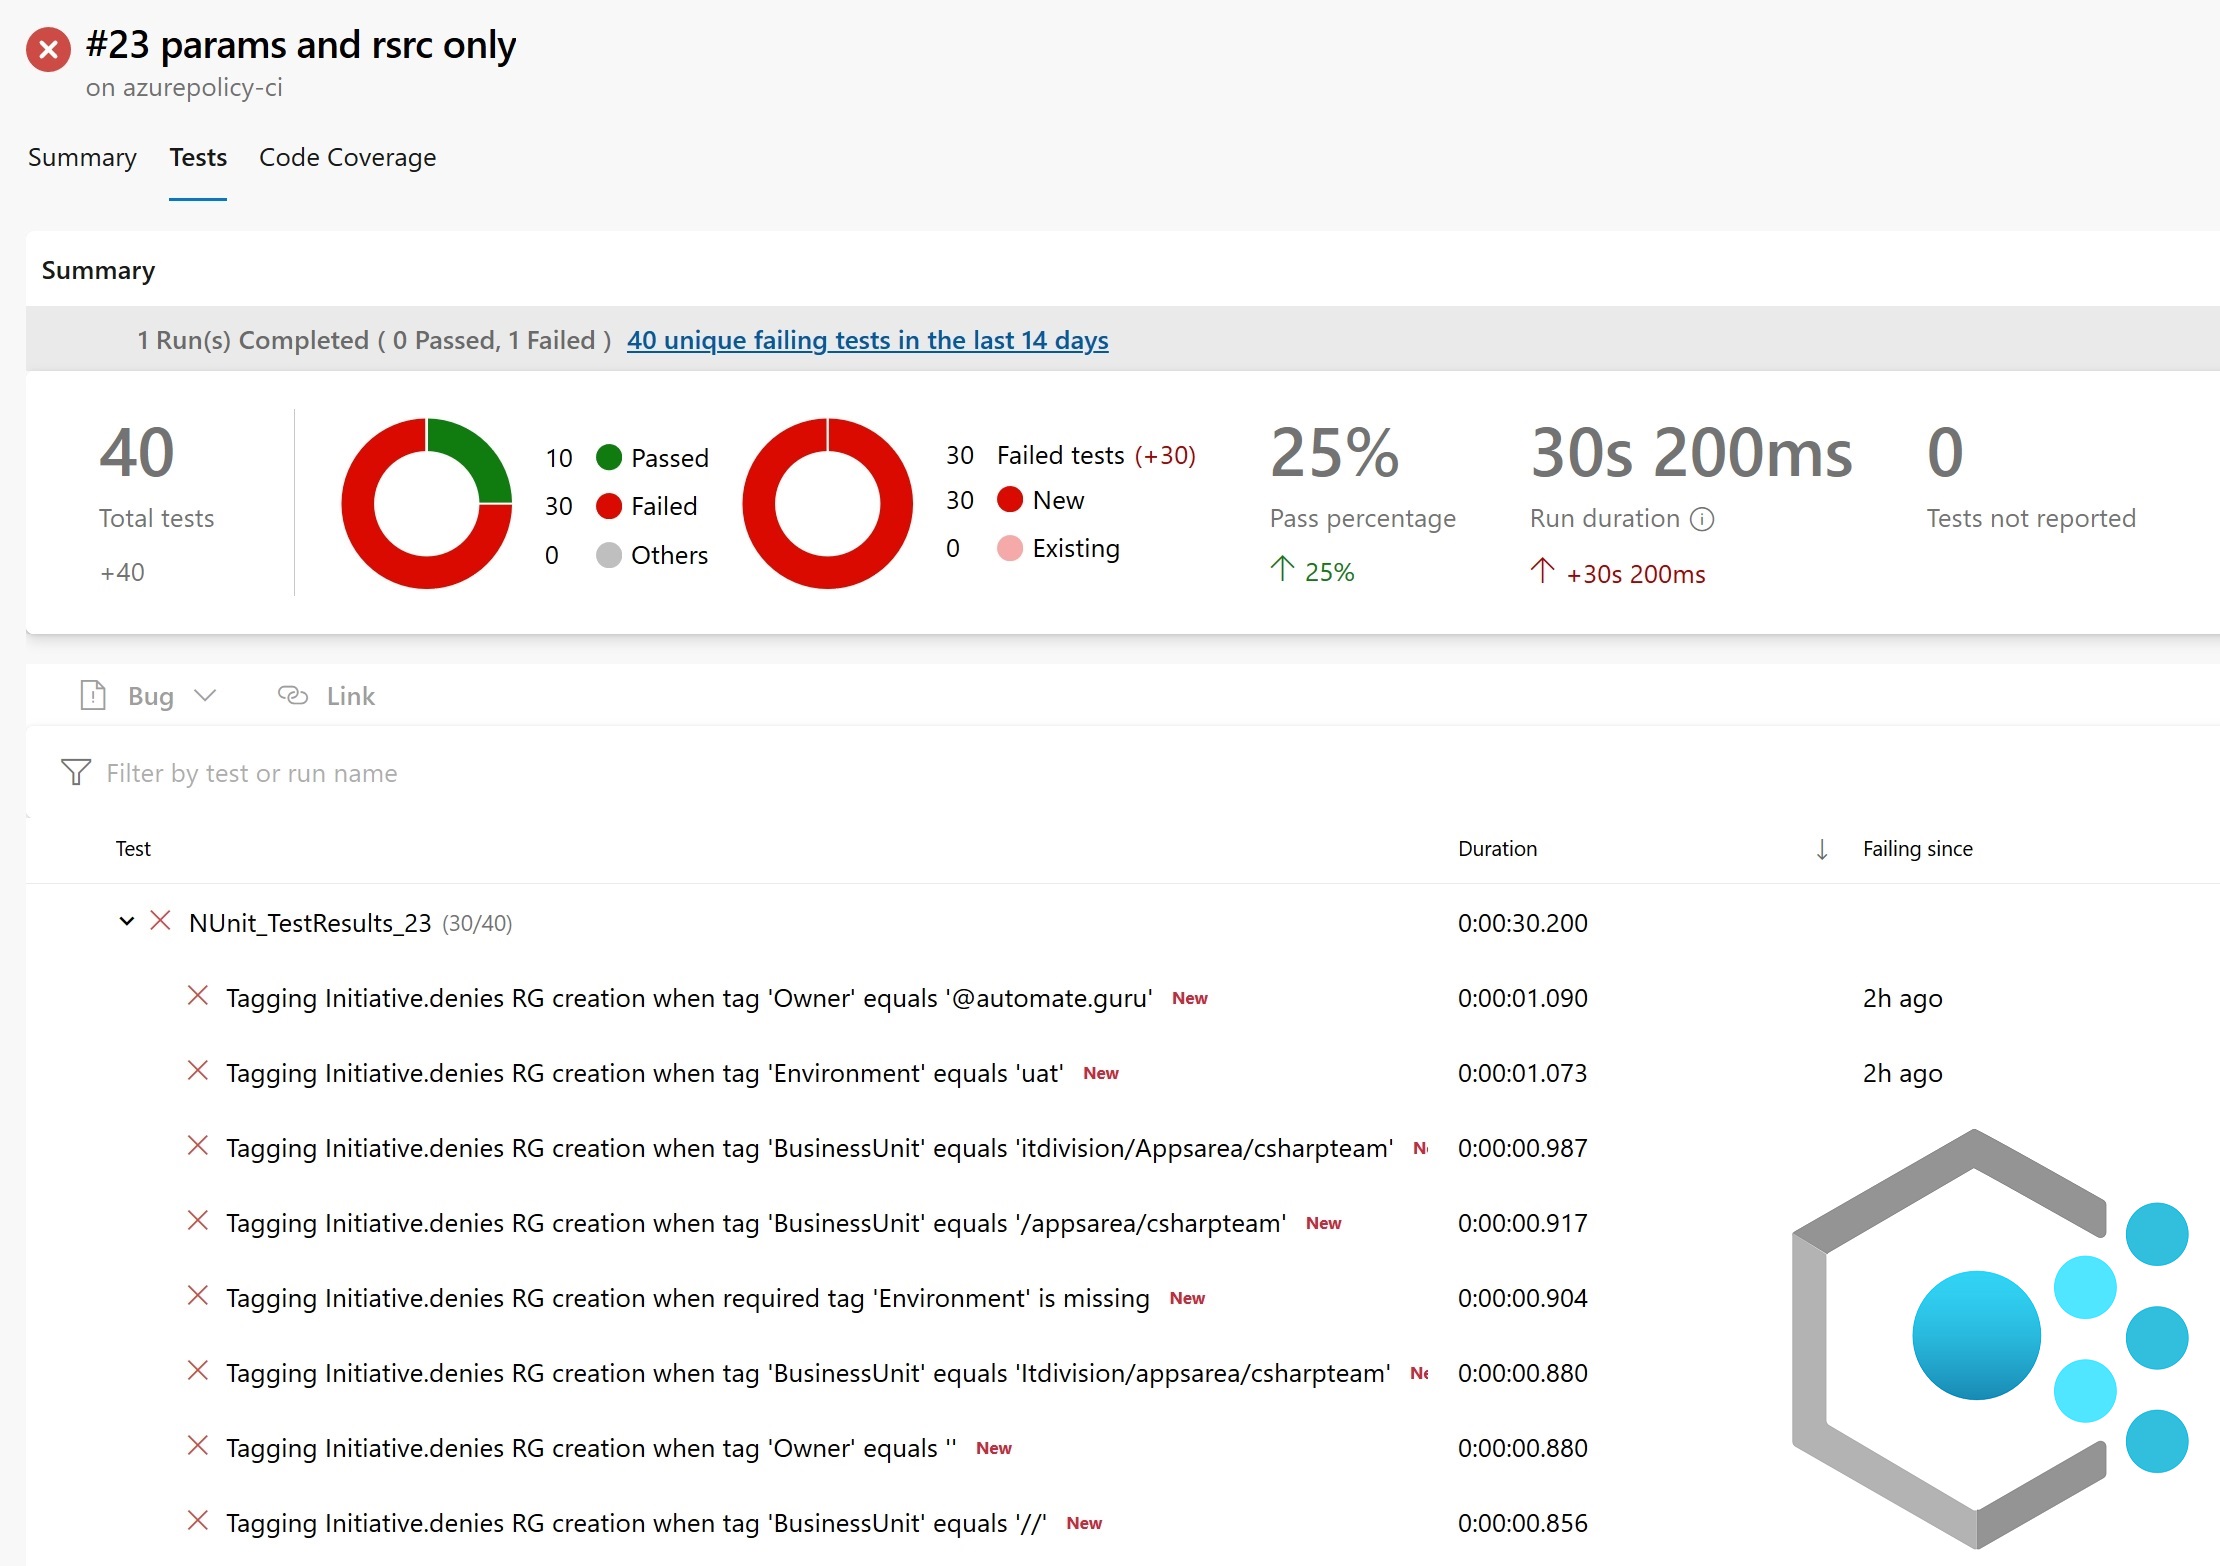 #23 params and rsrc only
on azurepolicy-ci
Summary Tests Code Coverage
Summary
1 Run(s) Completed ( 0 Passed, 1 Failed ) 40 unique failing tests in the last 14 days
40
Total tests
+40
10 Passed
30 Failed
0 Others
30 Failed tests (+30)
30 New
0 Existing
25%
Pass percentage
25%
30s 200ms
Run duration
+30s 200ms
0
Tests not reported
Bug Link
Filter by test or run name
Test Duration Failing since
NUnit_TestResults_23 (30/40) 0:00:30.200
Tagging Initiative.denies RG creation when tag 'Owner' equals '@automate.guru' New 0:00:01.090 2h ago
Tagging Initiative.denies RG creation when tag 'Environment' equals 'uat' New 0:00:01.073 2h ago
Tagging Initiative.denies RG creation when tag 'BusinessUnit' equals 'itdivision/Appsarea/csharpteam' 0:00:00.987
Tagging Initiative.denies RG creation when tag 'BusinessUnit' equals '/appsarea/csharpteam' New 0:00:00.917
Tagging Initiative.denies RG creation when required tag 'Environment' is missing New 0:00:00.904
Tagging Initiative.denies RG creation when tag 'BusinessUnit' equals 'Itdivision/appsarea/csharpteam' Ne 0:00:00.880
Tagging Initiative.denies RG creation when tag 'Owner' equals '' New 0:00:00.880
Tagging Initiative.denies RG creation when tag 'BusinessUnit' equals '//' New 0:00:00.856